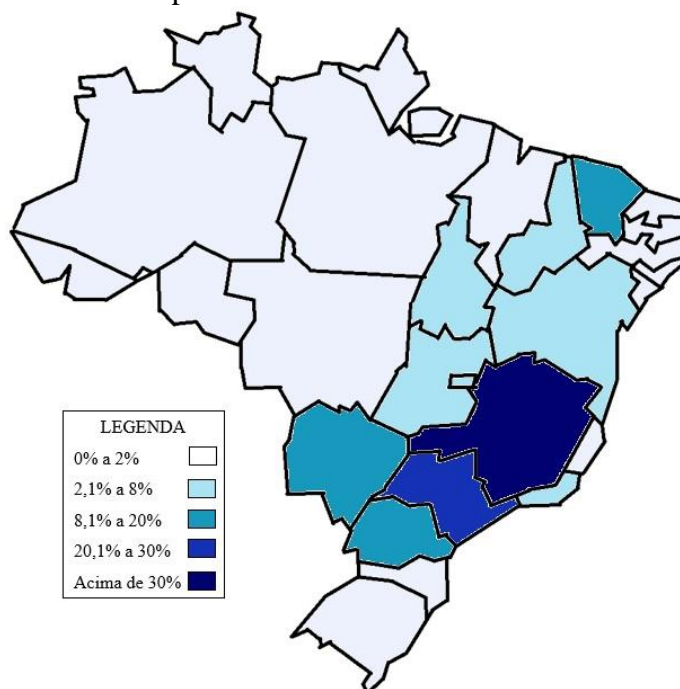 LEGENDA
0% a 2%
2,1% a 8%
8,1% a 20%
20,1% a 30%
Acima de 30%